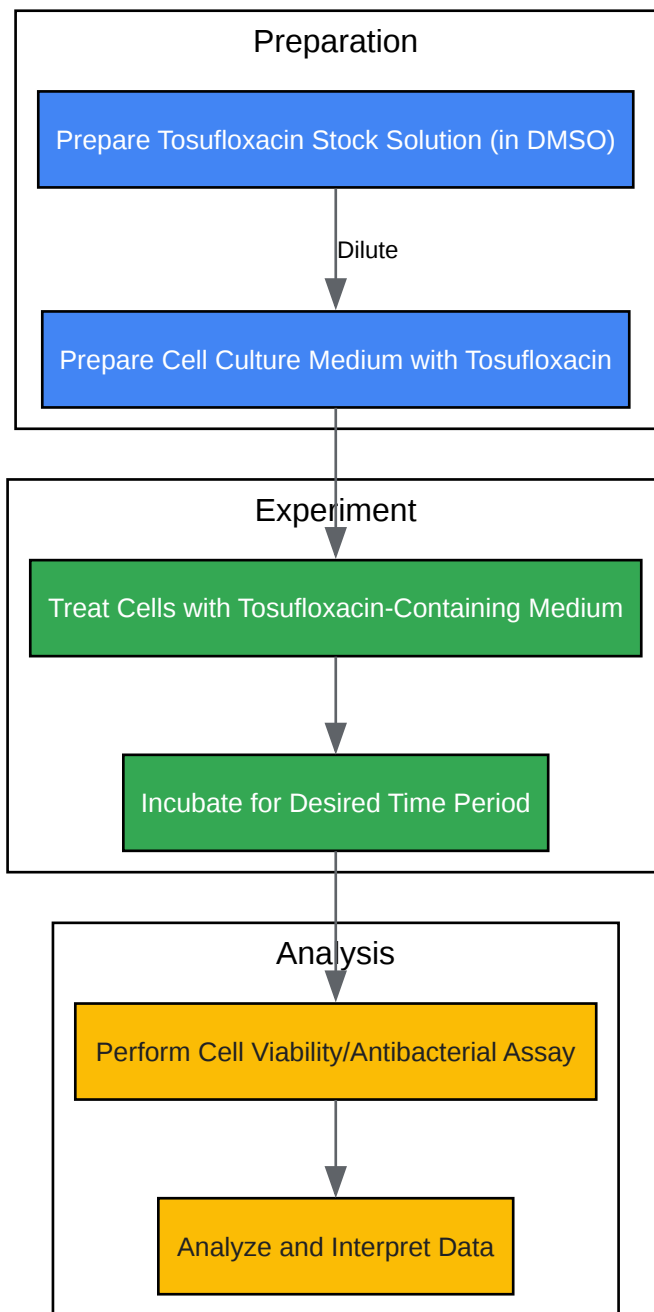 Preparation
Prepare Tosufloxacin Stock Solution (in DMSO)
Dilute
Prepare Cell Culture Medium with Tosufloxacin
Experiment
Treat Cells with Tosufloxacin-Containing Medium
Incubate for Desired Time Period
Analysis
Perform Cell Viability/Antibacterial Assay
Analyze and Interpret Data